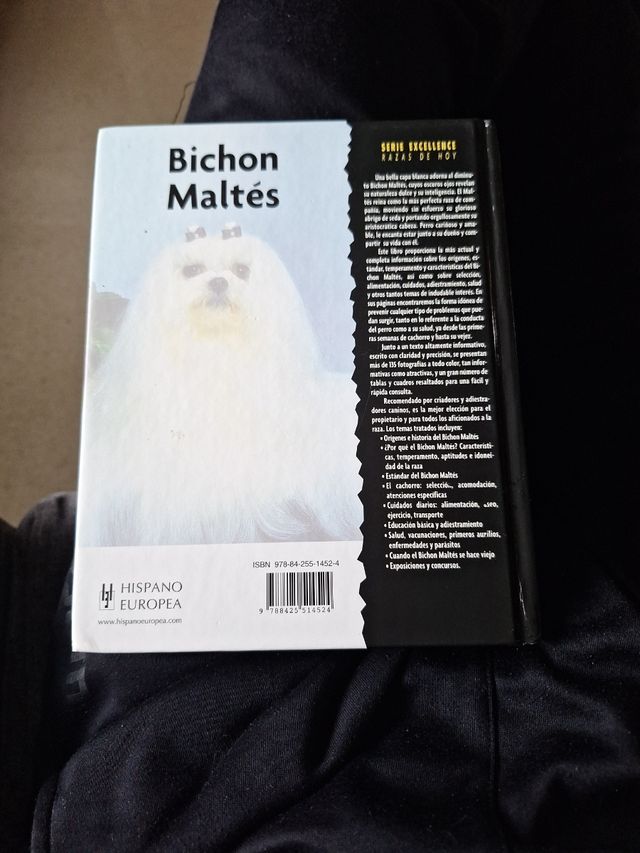 Bichon
Maltés
SERIE EXCELLENCE
RAZAS DE HOY
Una bella capa blanca adorna al diminu-
to Bichon Maltés, cuyos oscuros ojos revelan
su naturaleza dulce y su inteligencia. El Mal-
tés reina como la más perfecta raza de com-
pañía, moviendo sin esfuerzo su glorioso
abrigo de seda y portando orgullosamente su
aristocrática cabeza. Perro cariñoso y ama-
ble, le encanta estar junto a su dueño y com-
partir su vida con él.
Este libro proporciona la más actual y
completa información sobre los orígenes, es-
tándar, temperamento y características del Bi-
chon Maltés, así como sobre selección,
alimentación, cuidados, adiestramiento, salud
y otros tantos temas de indudable interés. En
sus páginas encontraremos la forma idónea de
prevenir cualquier tipo de problemas que pue-
dan surgir, tanto en lo referente a la conducta
del perro como a su salud, ya desde las pri-
meras semanas de cachorro y hasta su vejez.
Junto a un texto altamente informativo,
escrito con claridad y precisión, se presentan
más de 135 fotografías a todo color, tan infor-
mativas como atractivas, y un gran número de
tablas y cuadros resaltados para una fácil y
rápida consulta.
Recomendado por criadores y adiestra-
dores caninos, es la mejor elección para el
propietario y para todos los aficionados a la
raza. Los temas tratados incluyen:
• Orígenes e historia del Bichon Maltés
• ¿Por qué el Bichon Maltés? Característi-
cas, temperamento, aptitudes e idonei-
dad de la raza
• Estándar del Bichon Maltés
• El cachorro: selección, acomodación,
atenciones específicas
• Cuidados diarios: alimentación, aseo,
ejercicio, transporte
• Educación básica y adiestramiento
• Salud, vacunaciones, primeros auxilios,
enfermedades y parásitos
• Cuando el Bichon Maltés se hace viejo
• Exposiciones y concursos.
ISBN 978-84-255-1452-4
9 788425 514524
HISPANO
EUROPEA
www.hispanoeuropea.com